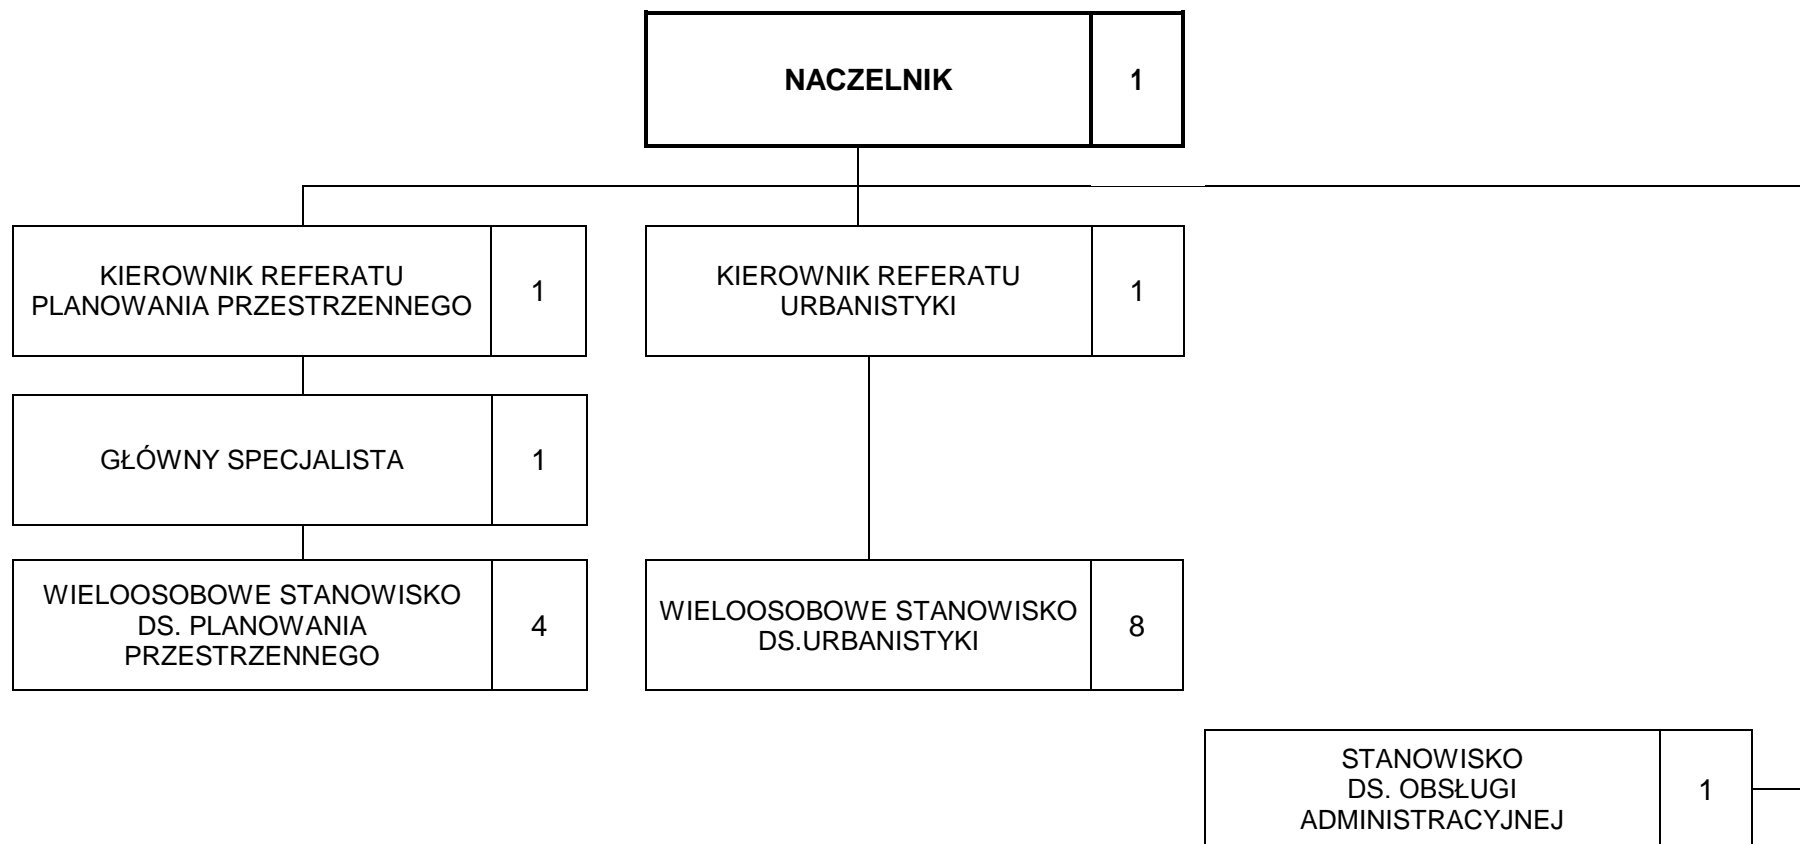 NACZELNIK 1
KIEROWNIK REFERATU
PLANOWANIA PRZESTRZENNEGO
1
KIEROWNIK REFERATU
URBANISTYKI
1
GŁÓWNY SPECJALISTA 1
WIELOOSOBOWE STANOWISKO
DS. PLANOWANIA
PRZESTRZENNEGO
4
WIELOOSOBOWE STANOWISKO
DS.URBANISTYKI
8
STANOWISKO
DS. OBSŁUGI
ADMINISTRACYJNEJ
1